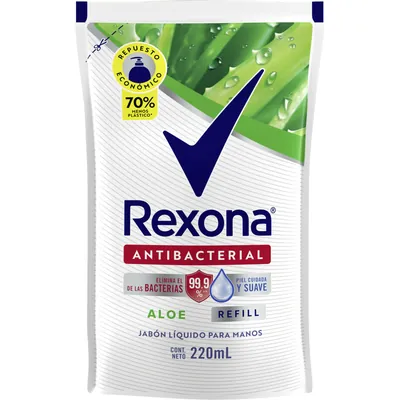 REPUESTO
ECONÓMICO
70%
MENOS
PLÁSTICO*
Rexona®
ANTIBACTERIAL
ELIMINA EL 99.9% PIEL CUIDADA
DE LAS BACTERIAS Y SUAVE
ALOE REFILL
JABÓN LÍQUIDO PARA MANOS
CONT.
NETO 220mL